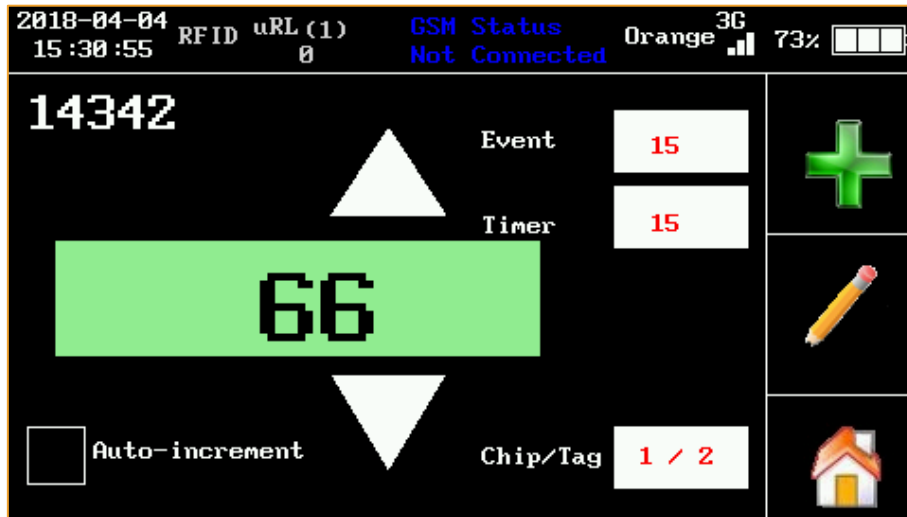 2018-04-04 RFID uRL (1) GSM Status Orange 3G 73%
15:30:55 0 Not Connected
14342
Event 15
Timer 15
66
Auto-increment
Chip/Tag 1 / 2